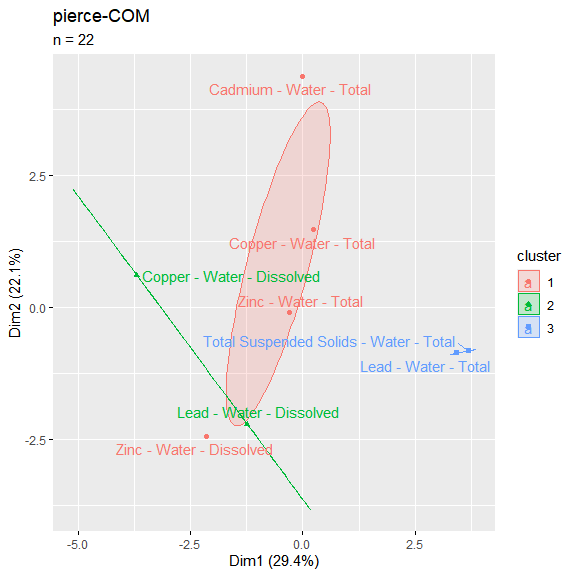 pierce-COM
n = 22
Cadmium - Water - Total
2.5
Copper - Water - Total
cluster
Copper - Water - Dissolved
a 1
Zinc - Water - Total
a 2
0.0
a 3
Total Suspended Solids - Water - Total
Lead - Water - Total
Lead - Water - Dissolved
-2.5
Zinc - Water - Dissolved
-5.0 -2.5 0.0 2.5
Dim1 (29.4%)
Dim2 (22.1%)